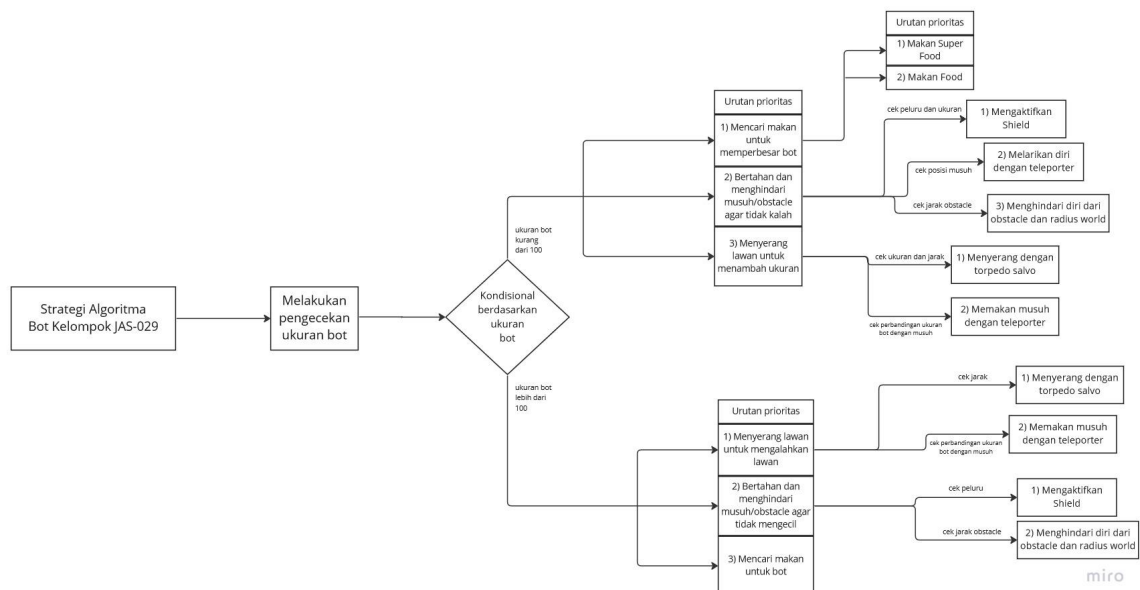 Strategi Algoritma
Bot Kelompok JAS-029
Melakukan
pengecekan
ukuran bot
Kondisional
berdasarkan
ukuran
bot
ukuran bot
kurang
dari 100
Urutan prioritas
1) Mencari makan
untuk
memperbesar bot
2) Bertahan dan
menghindari
musuh/obstacle
agar tidak kalah
3) Menyerang
lawan untuk
menambah ukuran
Urutan prioritas
1) Makan Super
Food
2) Makan Food
cek peluru dan ukuran
1) Mengaktifkan
Shield
cek posisi musuh
2) Melarikan diri
dengan teleporter
cek jarak obstacle
3) Menghindari diri dari
obstacle dan radius world
cek ukuran dan jarak
1) Menyerang dengan
torpedo salvo
cek perbandingan ukuran
bot dengan musuh
2) Memakan musuh
dengan teleporter
ukuran bot
lebih dari
100
Urutan prioritas
1) Menyerang lawan
untuk mengalahkan
lawan
2) Bertahan dan
menghindari
musuh/obstacle agar
tidak mengecil
3) Mencari makan
untuk bot
cek jarak
1) Menyerang dengan
torpedo salvo
cek perbandingan ukuran
bot dengan musuh
2) Memakan musuh
dengan teleporter
cek peluru
1) Mengaktifkan
Shield
cek jarak obstacle
2) Menghindari diri dari
obstacle dan radius world
miro